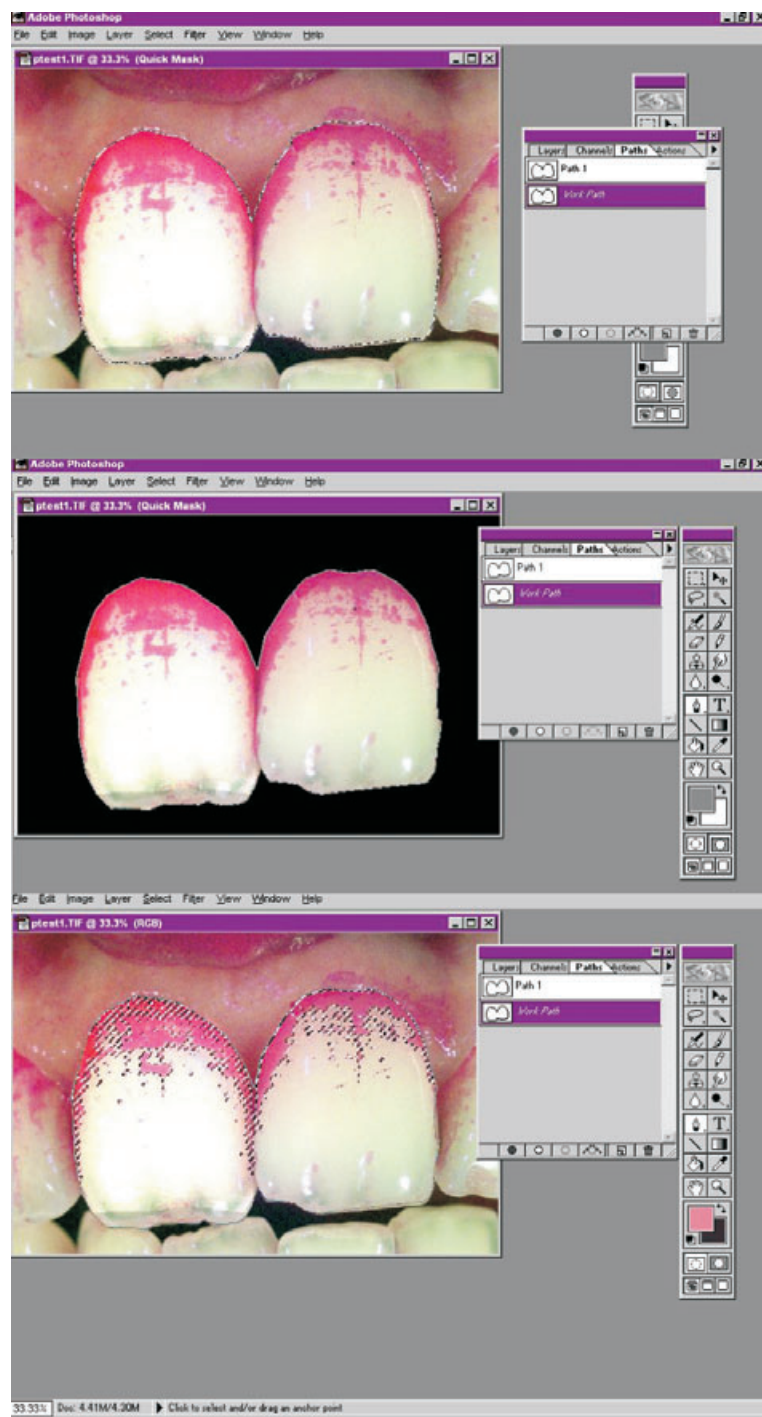 Adobe Photoshop
File Edit Image Layer Select Filter View Window Help
ptest1.TIF @ 33.3% (Quick Mask)
Layers Channels Paths Actions
Path 1
Work Path
Adobe Photoshop
File Edit Image Layer Select Filter View Window Help
ptest1.TIF @ 33.3% (Quick Mask)
Layers Channels Paths Actions
Path 1
Work Path
T
File Edit Image Layer Select Filter View Window Help
ptest1.TIF @ 33.3% (RGB)
Layers Channels Paths Actions
Path 1
Work Path
T
33.33% Doc: 4.41M/4.20M Click to select and/or drag an anchor point